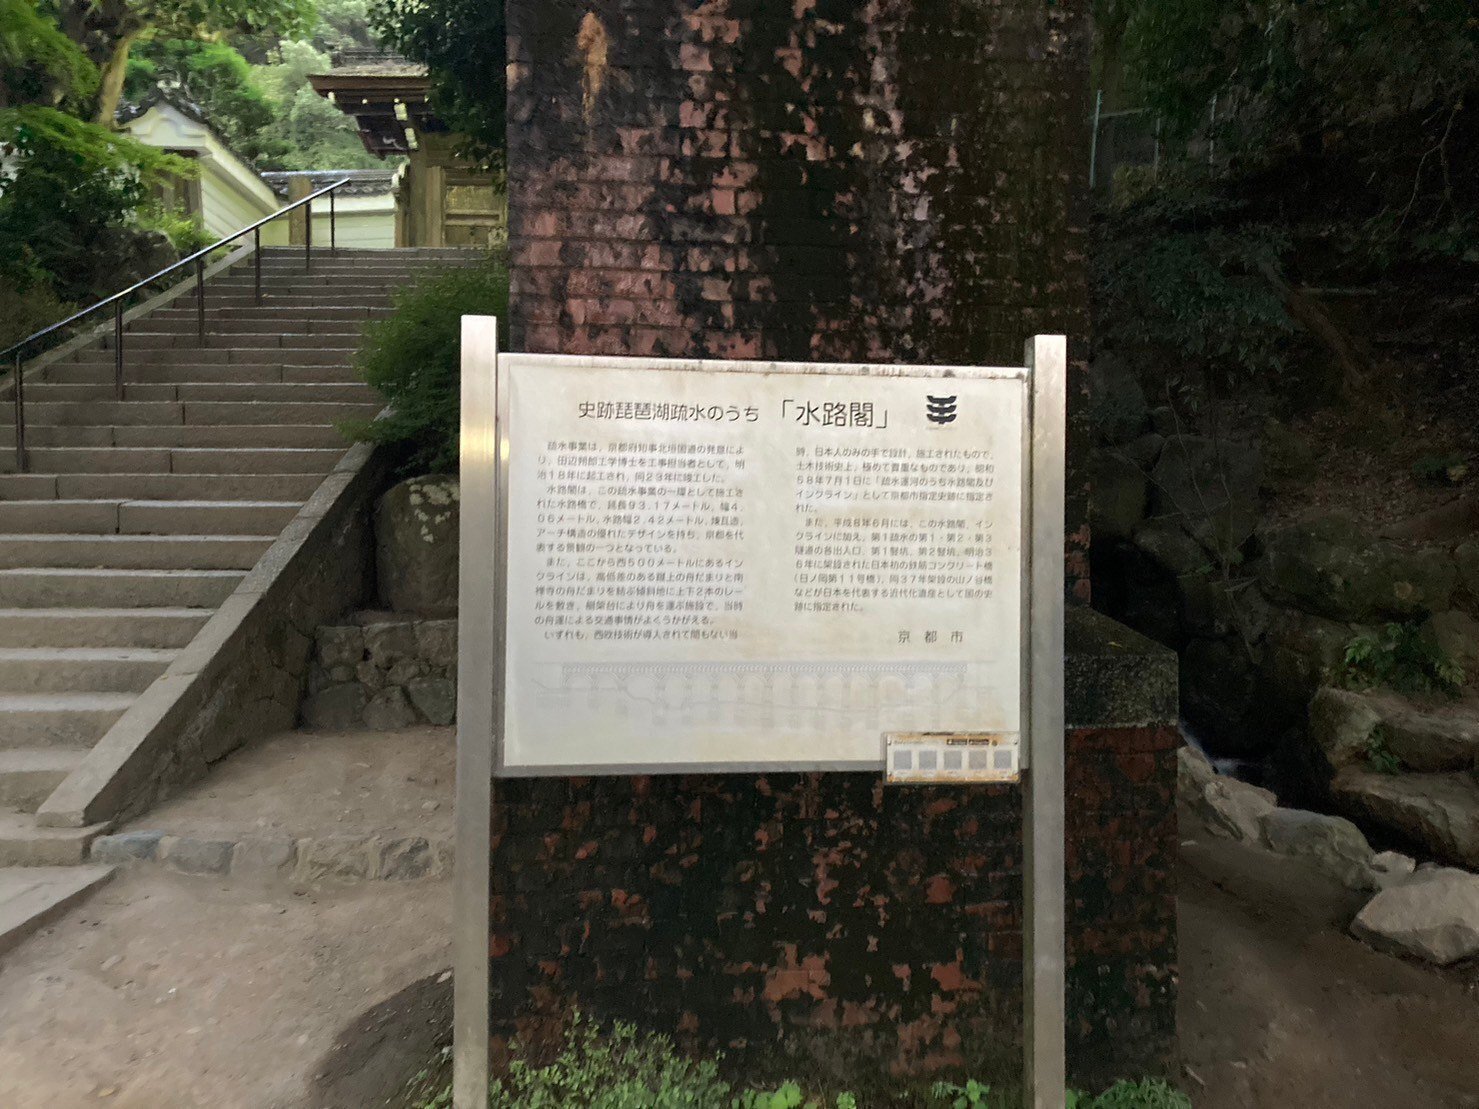 史跡琵琶湖疏水のうち 「水路閣」
疏水事業は、京都府知事北垣国道の発意によ
り、田辺朔郎工学博士を工事担当者として、明
治18年に起工され、同23年に竣工した。
水路閣は、この疏水事業の一環として施工さ
れた水路橋で、延長93.17メートル、幅4.
06メートル、水路幅2.42メートル、煉瓦造、
アーチ構造の優れたデザインを持ち、京都を代
表する景観の一つとなっている。
また、ここから西500メートルにあるイン
クラインは、高低差のある蹴上の舟だまりと南
禅寺の舟だまりを結ぶ傾斜地に上下2本のレー
ルを敷き、艇架台により舟を運ぶ施設で、当時
の舟運による交通事情がよくうかがえる。
いずれも、西欧技術が導入されて間もない当
時、日本人のみの手で設計、施工されたもので、
土木技術史上、極めて貴重なものであり、昭和
58年7月1日に「疏水運河のうち水路閣及び
インクライン」として京都市指定史跡に指定さ
れた。
また、平成8年6月には、この水路閣、イン
クラインに加え、第1疏水の第1・第2・第3
隧道の各出入口、第1竪坑、第2竪坑、明治3
6年に架設された日本初の鉄筋コンクリート橋
(日ノ岡第11号橋)、同37年架設の山ノ谷橋
などが日本を代表する近代化遺産として国の史
跡に指定された。
京都市